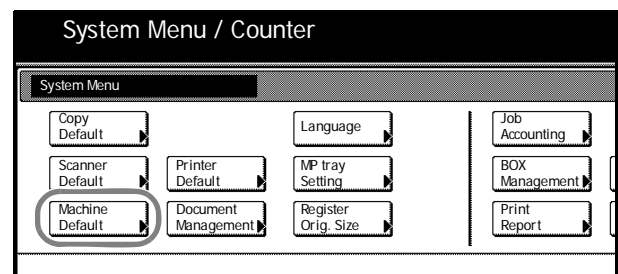 System Menu / Counter
System Menu
Copy
Default
Language
Job
Accounting
Scanner
Default
Printer
Default
MP tray
Setting
BOX
Management
Machine
Default
Document
Management
Register
Orig. Size
Print
Report